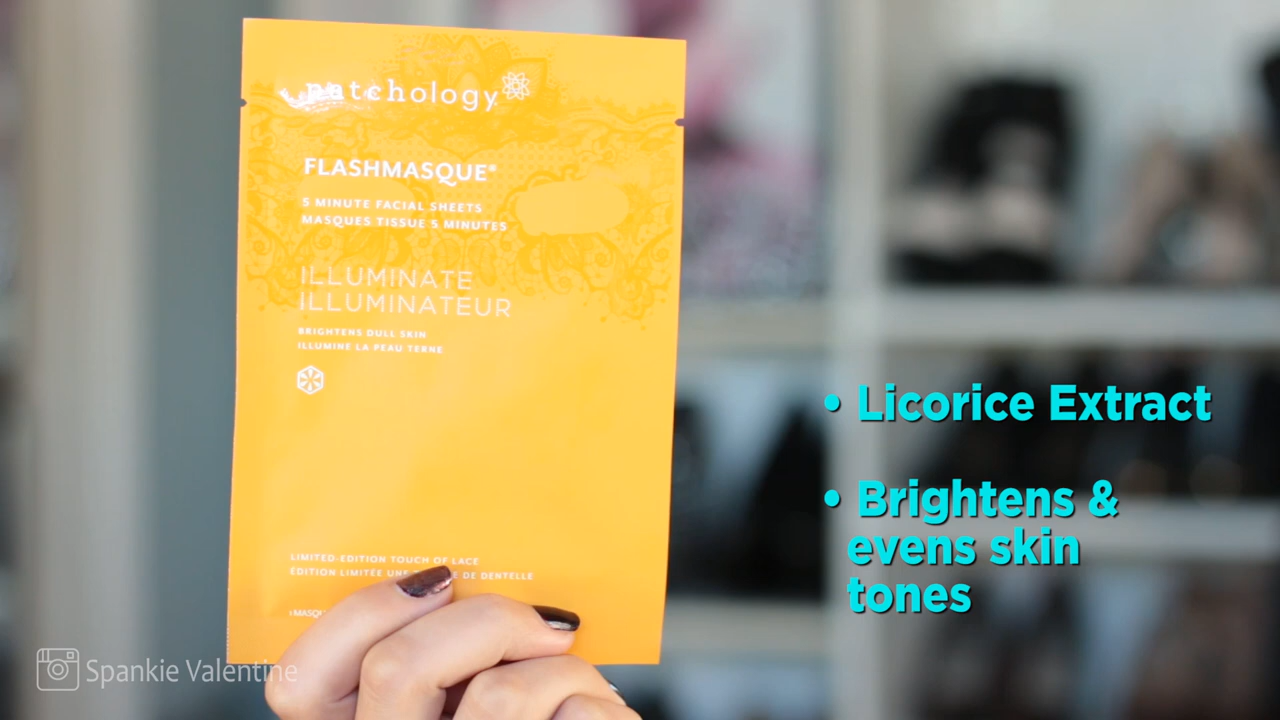 patchology
FLASHMASQUE®
5 MINUTE FACIAL SHEETS
MASQUES TISSUE 5 MINUTES
ILLUMINATE
ILLUMINATEUR
BRIGHTENS DULL SKIN
ILLUMINE LA PEAU TERNE
LIMITED-EDITION TOUCH OF LACE
ÉDITION LIMITÉE UNE DE DENTELLE
• Licorice Extract
• Brightens &
evens skin
tones
Spankie Valentine